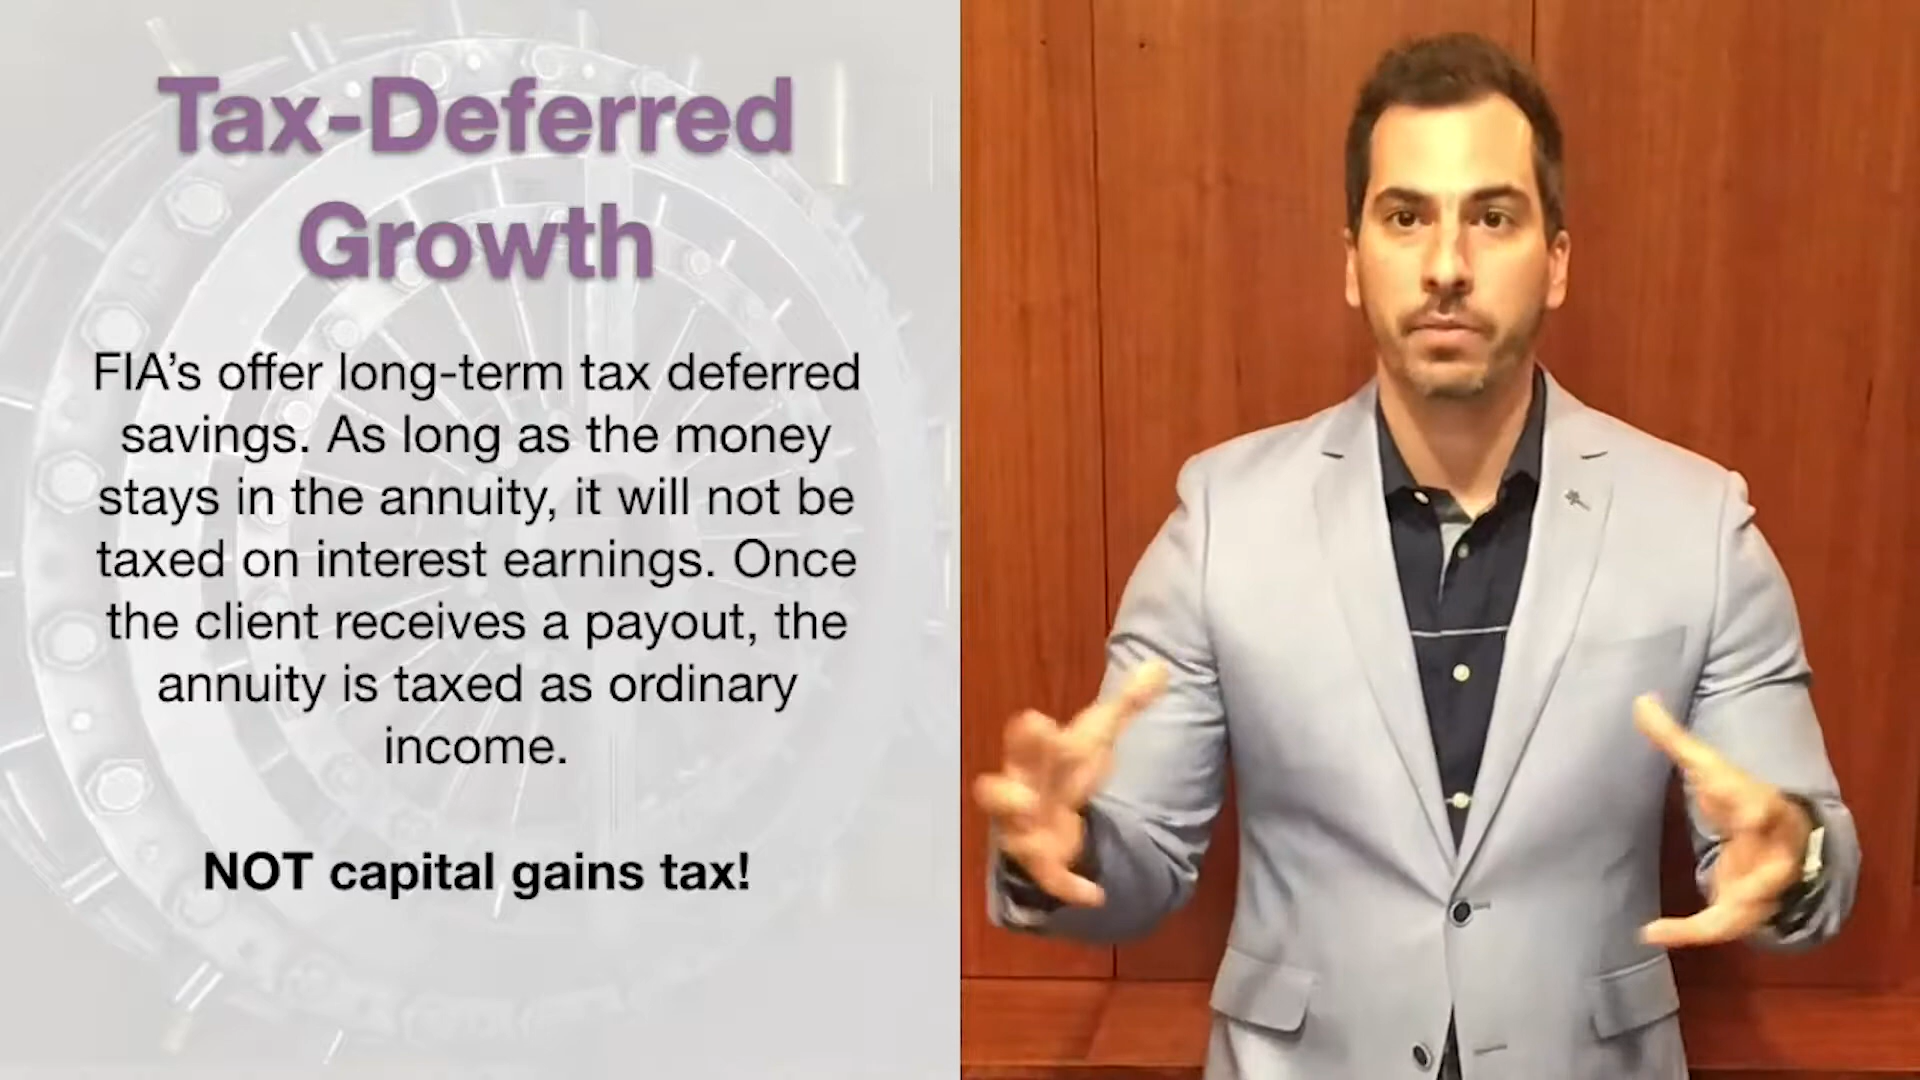 Tax-Deferred
Growth
FIA’s offer long-term tax deferred
savings. As long as the money
stays in the annuity, it will not be
taxed on interest earnings. Once
the client receives a payout, the
annuity is taxed as ordinary
income.
NOT capital gains tax!